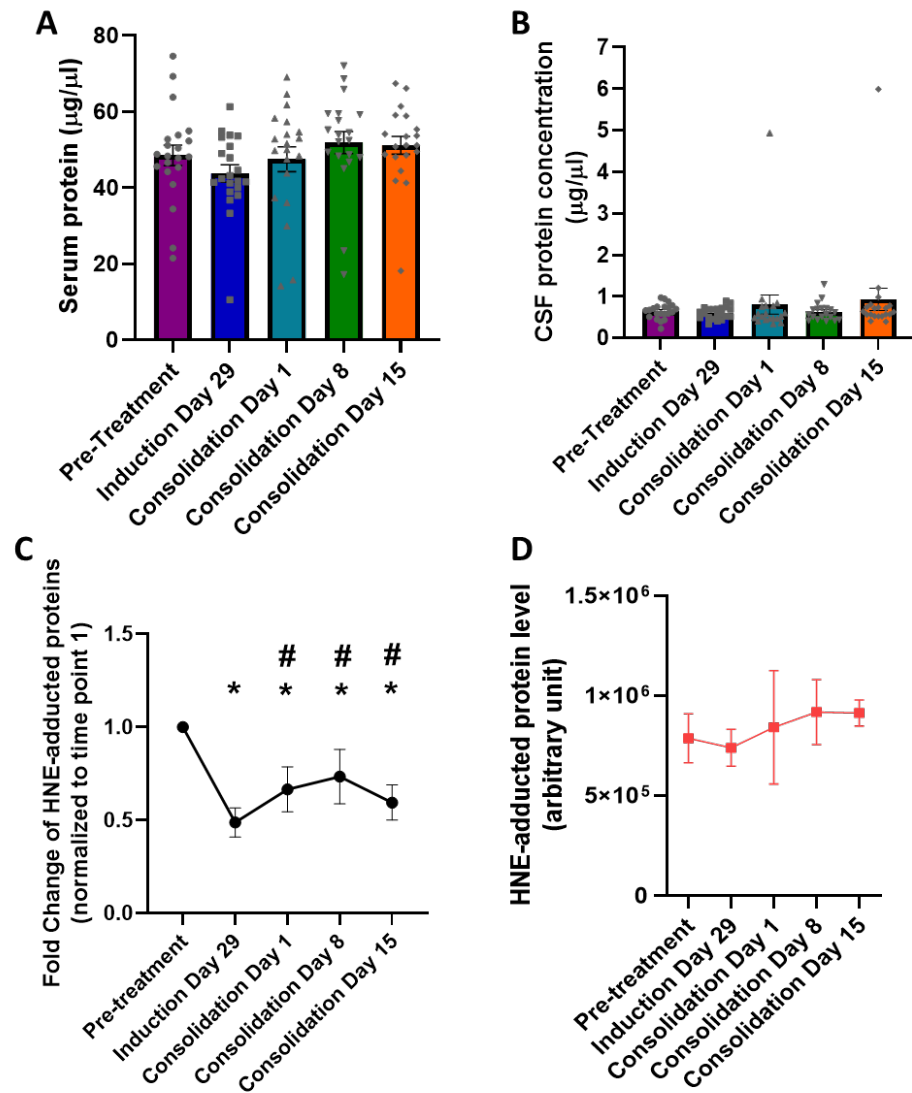 A
Serum protein (μg/μl)
80
60
40
20
0
Pre-Treatment
Induction Day 29
Consolidation Day 1
Consolidation Day 8
Consolidation Day 15
B
CSF protein concentration
(μg/μl)
7
6
5
4
3
2
1
0
Pre-Treatment
Induction Day 29
Consolidation Day 1
Consolidation Day 8
Consolidation Day 15
C
Fold Change of HNE-adducted proteins
(normalized to time point 1)
1.5
1.0
0.5
0.0
# # #
* * * *
Pre-treatment
Induction Day 29
Consolidation Day 1
Consolidation Day 8
Consolidation Day 15
D
HNE-adducted protein level
(arbitrary unit)
1.5×10⁶
1×10⁶
5×10⁵
0
Pre-treatment
Induction Day 29
Consolidation Day 1
Consolidation Day 8
Consolidation Day 15